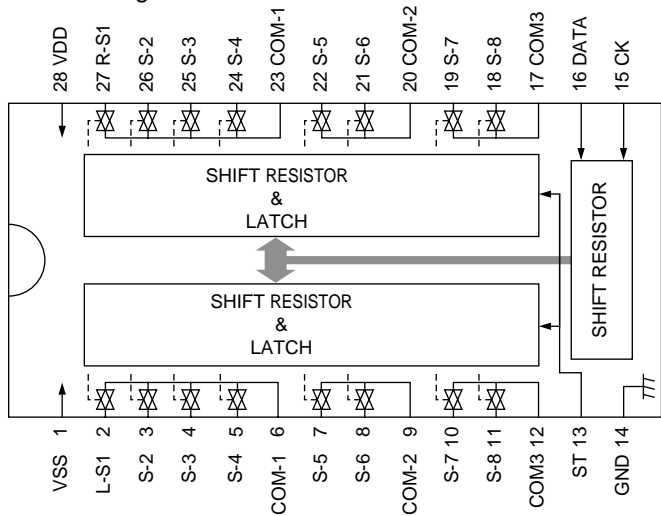 28 VDD
27 R-S1
26 S-2
25 S-3
24 S-4
23 COM-1
22 S-5
21 S-6
20 COM-2
19 S-7
18 S-8
17 COM3
16 DATA
15 CK
SHIFT RESISTOR
&
LATCH
SHIFT RESISTOR
SHIFT RESISTOR
&
LATCH
VSS 1
L-S1 2
S-2 3
S-3 4
S-4 5
COM-1 6
S-5 7
S-6 8
COM-2 9
S-7 10
S-8 11
COM3 12
ST 13
GND 14